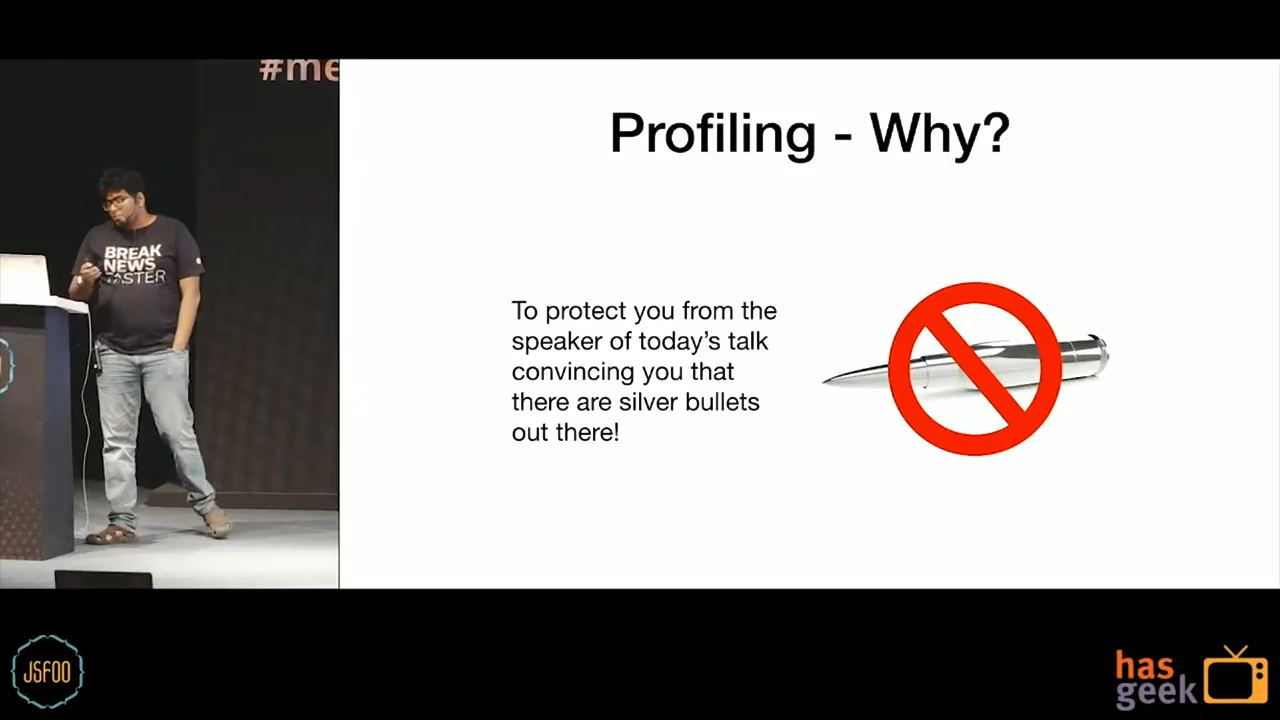 #me
Profiling - Why?
BREAK
NEWS
FASTER
To protect you from the
speaker of today’s talk
convincing you that
there are silver bullets
out there!
JSFOO
has
geek